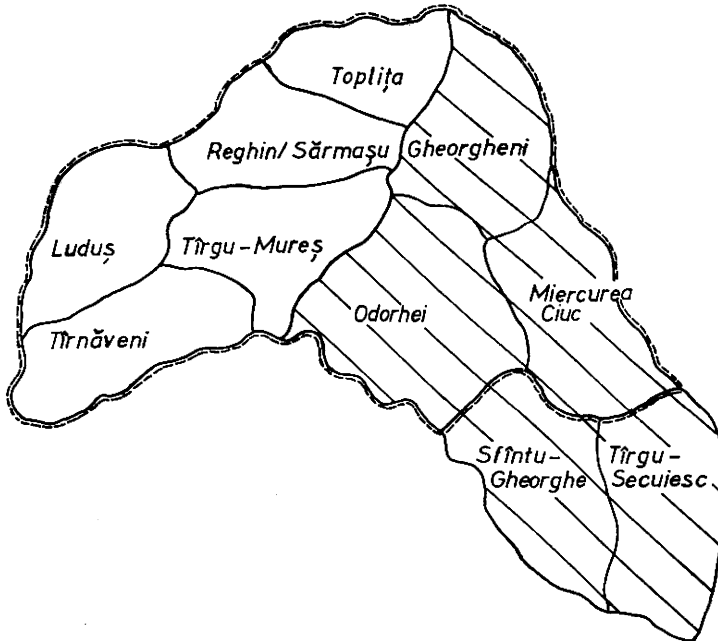 Toplița
Reghin/Sărmașu
Gheorgheni
Luduș
Tîrgu-Mureș
Miercurea
Ciuc
Odorhei
Tîrnăveni
Sfîntu-
Gheorghe
Tîrgu-
Secuiesc